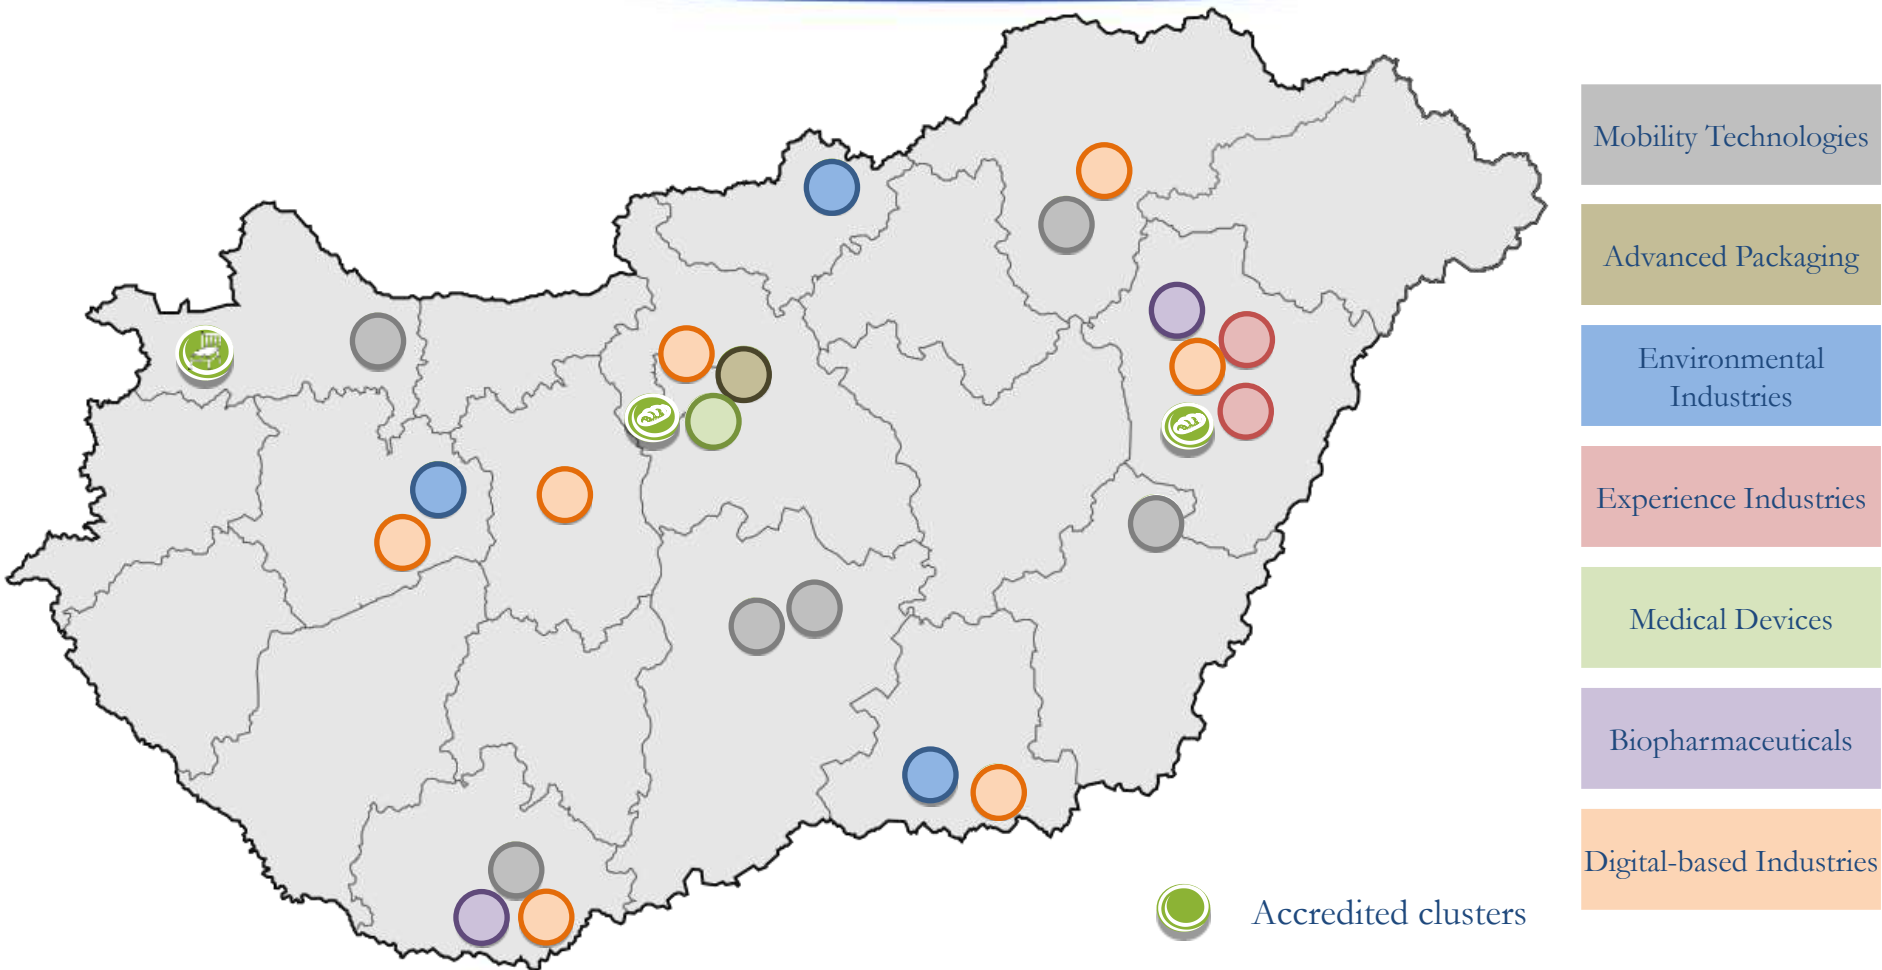 Mobility Technologies
Advanced Packaging
Environmental
Industries
Experience Industries
Medical Devices
Biopharmaceuticals
Digital-based Industries
Accredited clusters